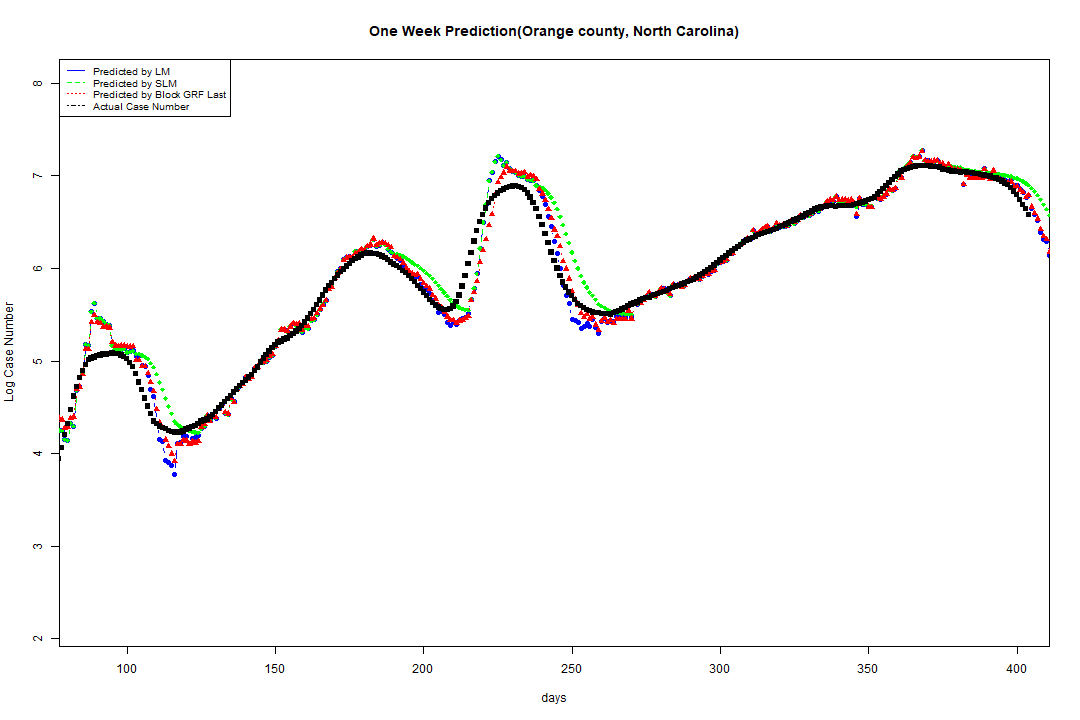 One Week Prediction(Orange county, North Carolina)
Predicted by LM
Predicted by SLM
Predicted by Block GRF Last
Actual Case Number
8
7
6
5
4
3
2
Log Case Number
100 150 200 250 300 350 400
days